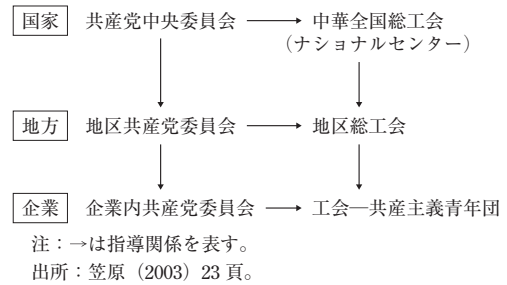 国家 共産党中央委員会 → 中華全国総工会
（ナショナルセンター）
地方 地区共産党委員会 → 地区総工会
企業 企業内共産党委員会 → 工会―共産主義青年団
注：→は指導関係を表す。
出所：笠原（2003）23 頁。